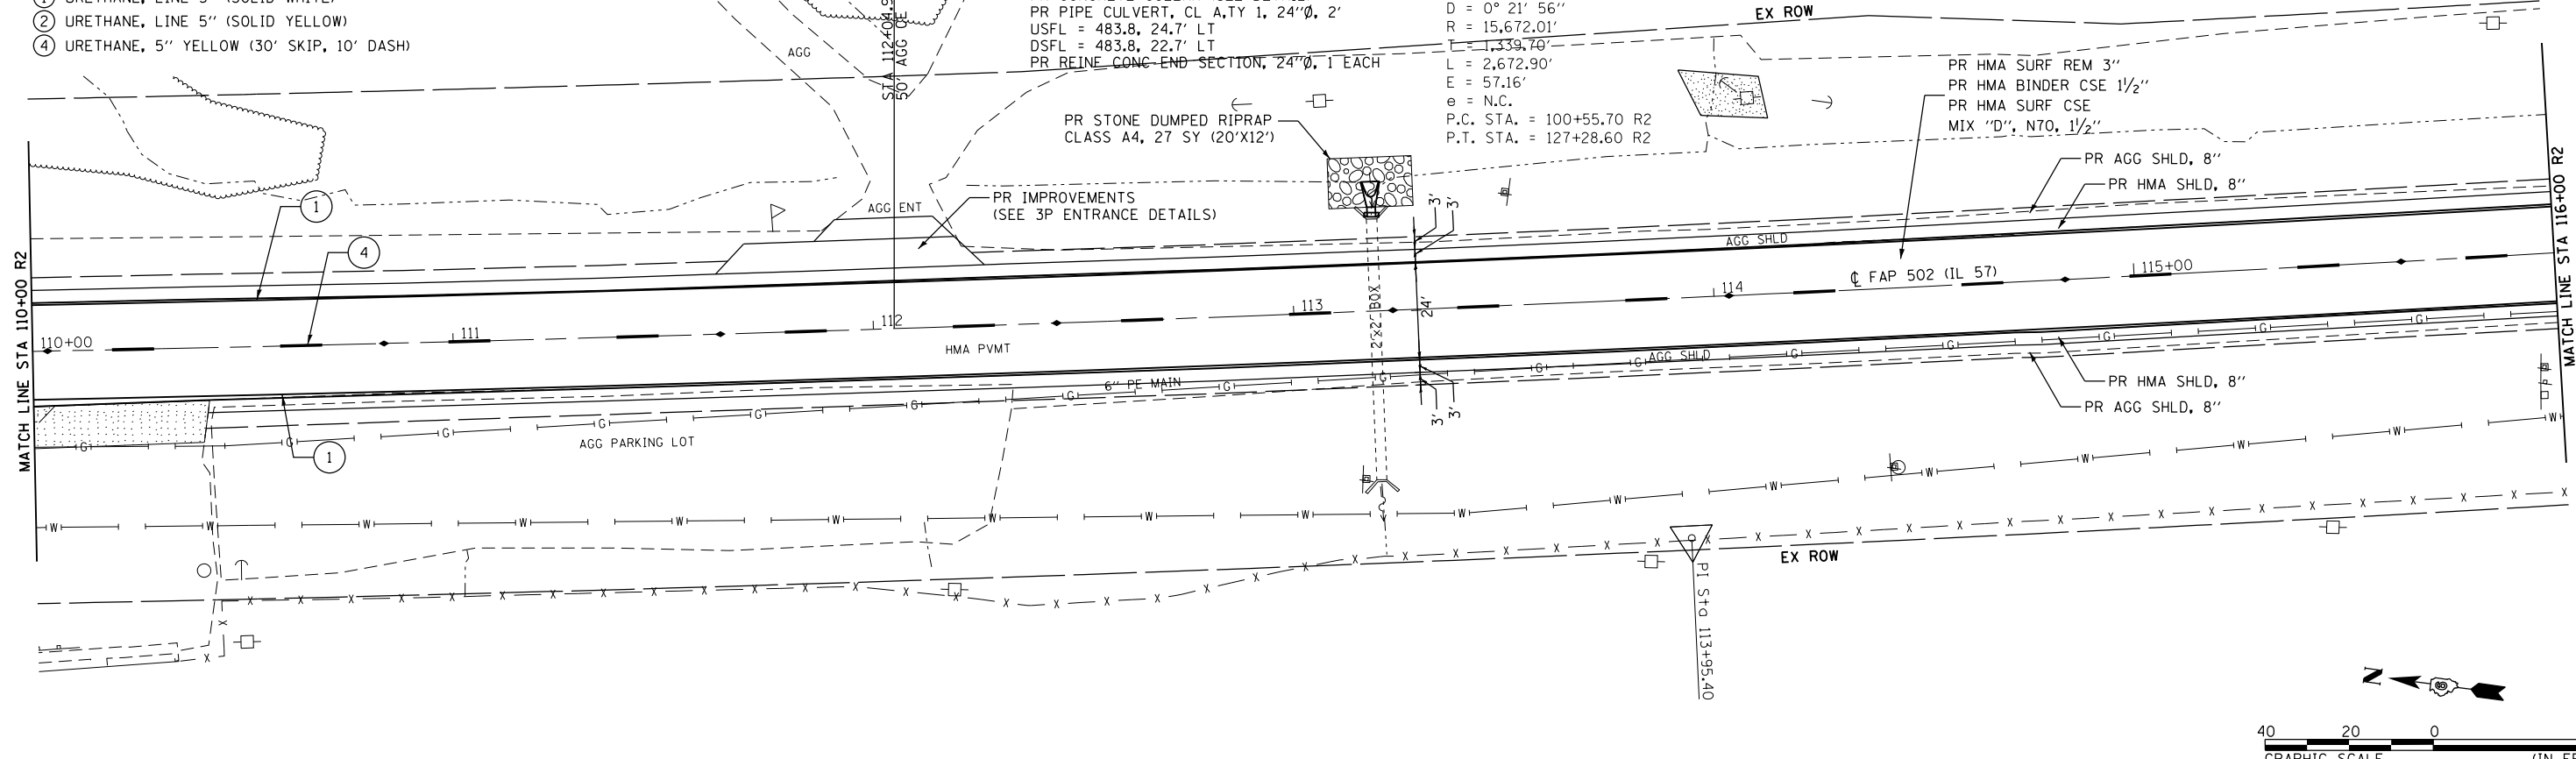 ② URETHANE, LINE 5" (SOLID YELLOW)
④ URETHANE, 5" YELLOW (30' SKIP, 10' DASH)
AGG
50' AGG CE
PR PIPE CULVERT, CL A,TY 1, 24"Ø, 2'
USFL = 483.8, 24.7' LT
DSFL = 483.8, 22.7' LT
PR REINF CONC END SECTION, 24"Ø, 1 EACH
D = 0° 21' 56"
R = 15,672.01'
T = 1,339.70'
L = 2,672.90'
E = 57.16'
e = N.C.
P.C. STA. = 100+55.70 R2
P.T. STA. = 127+28.60 R2
EX ROW
PR HMA SURF REM 3"
PR HMA BINDER CSE 1½"
PR HMA SURF CSE
MIX "D", N70, 1½"
PR STONE DUMPED RIPRAP
CLASS A4, 27 SY (20'X12')
PR AGG SHLD, 8"
PR HMA SHLD, 8"
1
4
AGG ENT
PR IMPROVEMENTS
(SEE 3P ENTRANCE DETAILS)
3'
3'
AGG SHLD
MATCH LINE STA 110+00 R2
MATCH LINE STA 116+00 R2
110+00
111
112
113
114
115+00
℄ FAP 502 (IL 57)
HMA PVMT
2'x2' BOX
24'
AGG SHLD
6" PE MAIN
G G G G G G G G G G G G G G G G
3'
3'
PR HMA SHLD, 8"
PR AGG SHLD, 8"
AGG PARKING LOT
1
W W W W W W W W W W W W W W W W W
P
X X X X X X X X X X X X X X X X X X X X X X X X X X X X X X X X X X X X X X X X X X X X X X X X X
EX ROW
PI Sta 113+95.40
N
40 20 0